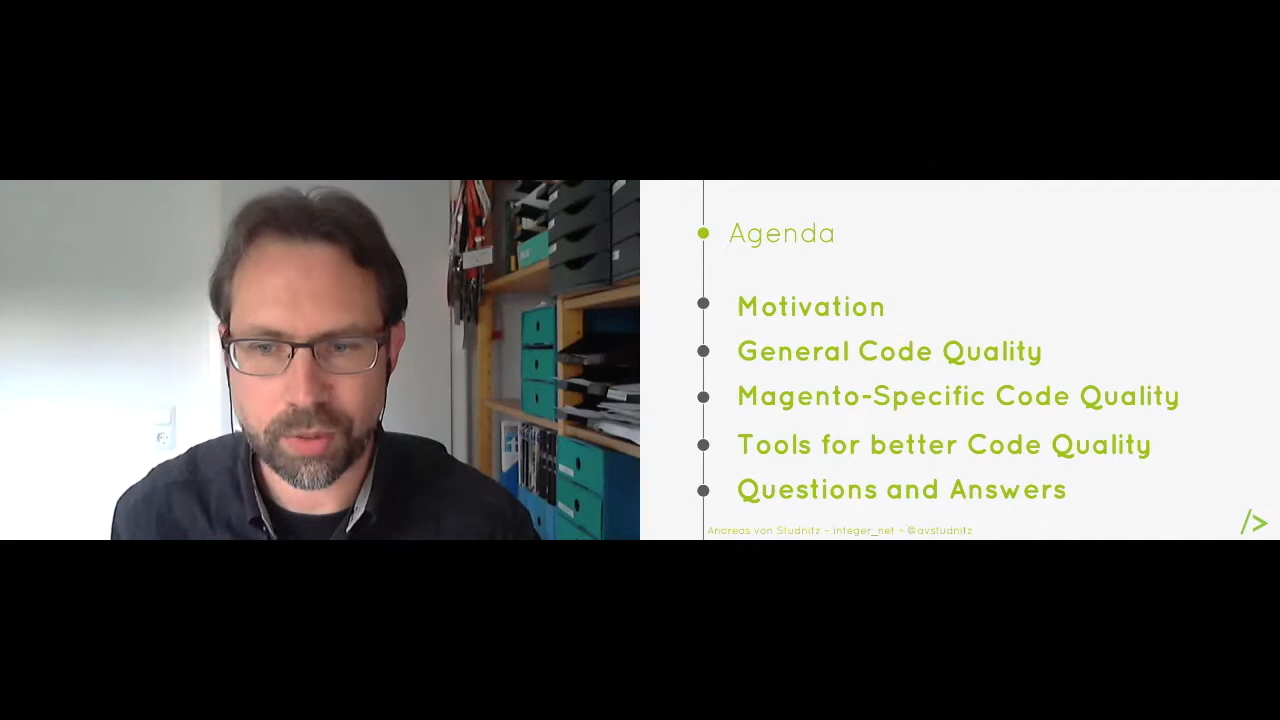 Agenda
Motivation
General Code Quality
Magento-Specific Code Quality
Tools for better Code Quality
Questions and Answers
Andreas von Studnitz - integer_net - @avstudnitz
/>